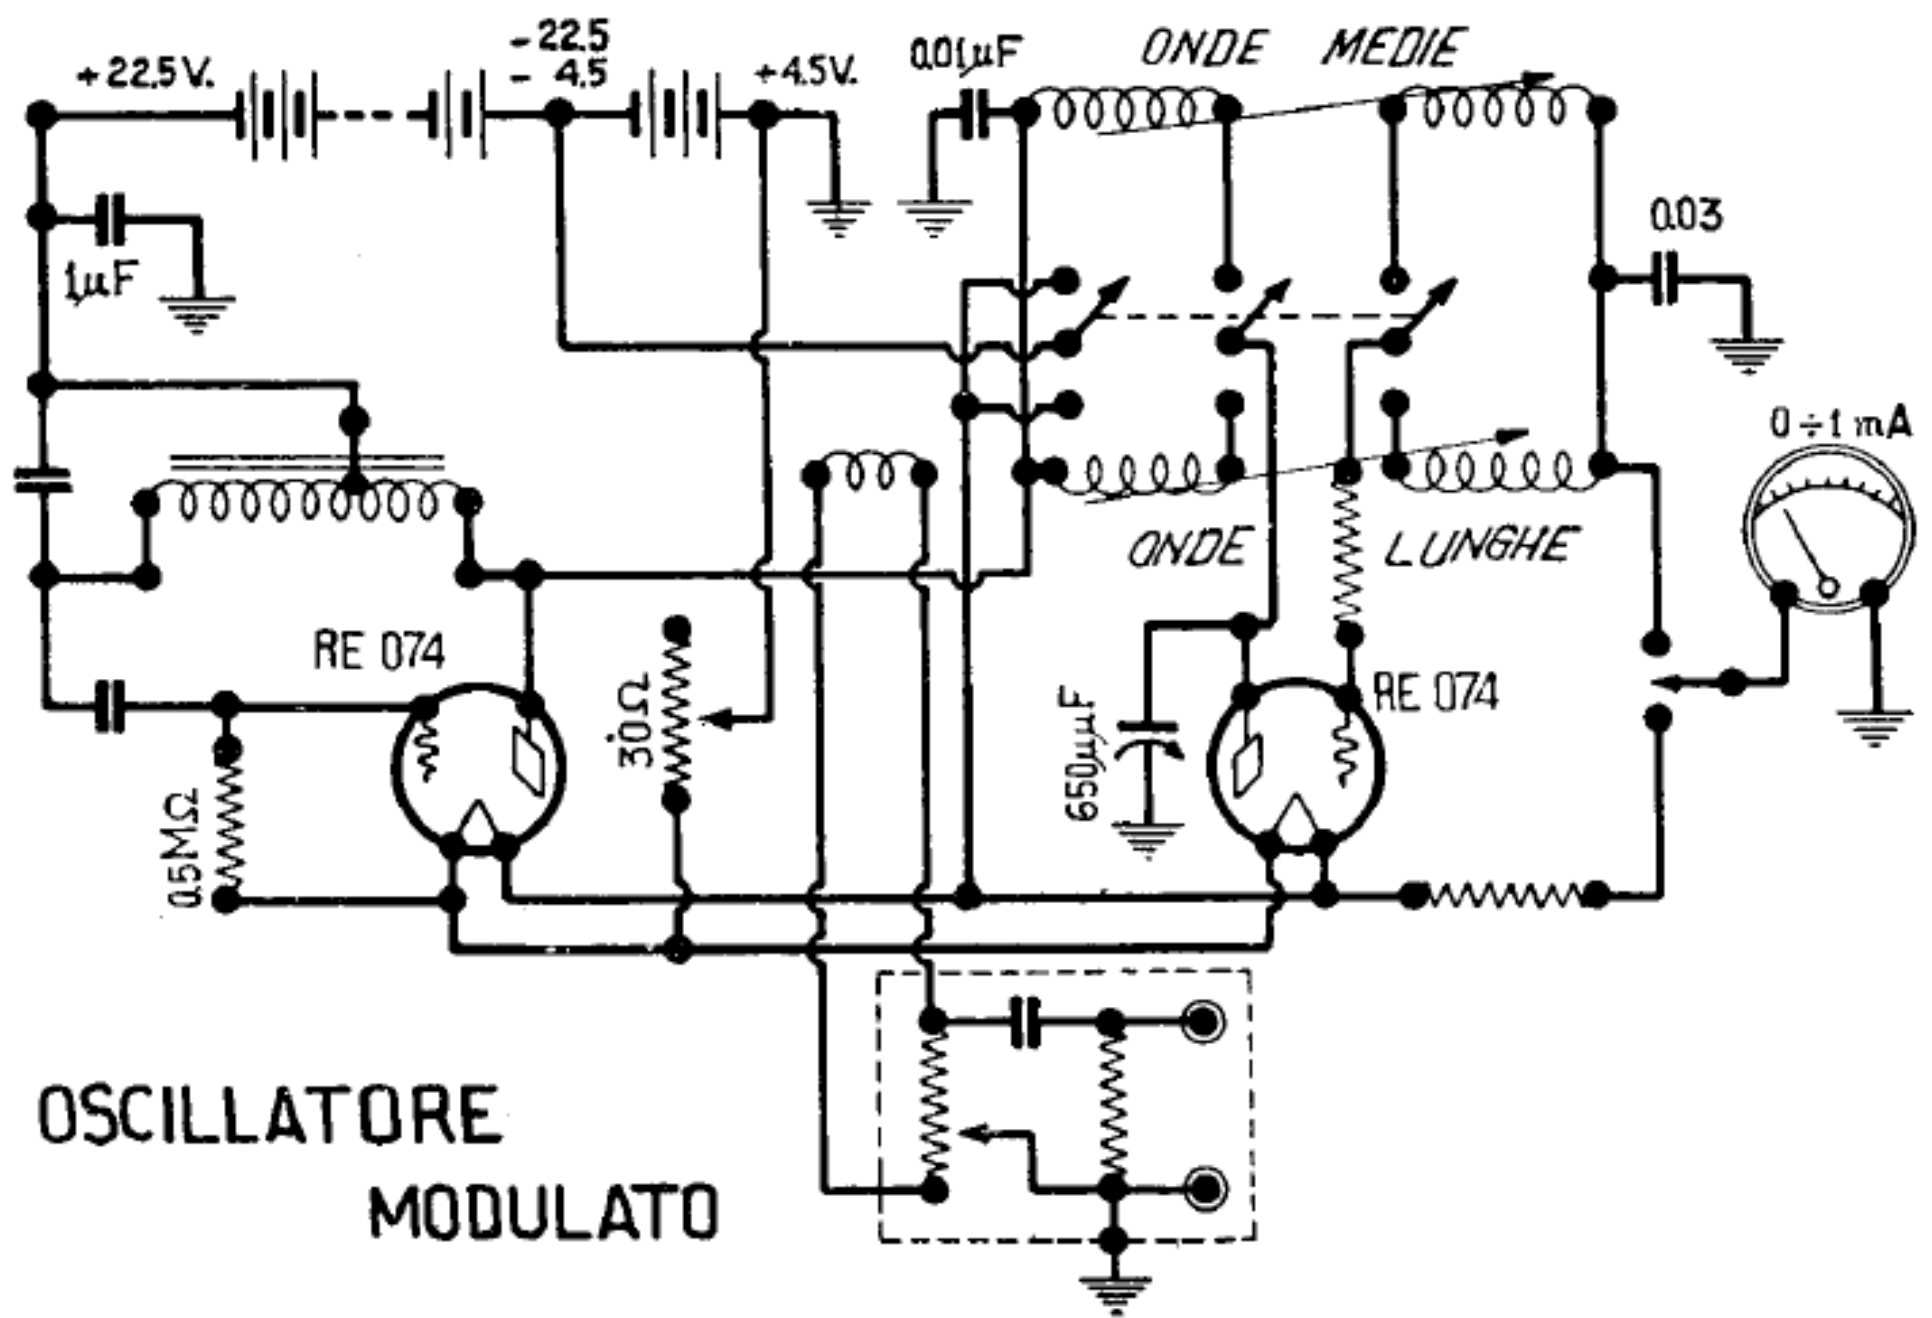 +22.5V.
-22.5
- 4.5
+4.5V.
0.01µF
ONDE MEDIE
1µF
0.03
0÷1 mA
ONDE LUNGHE
RE 074
30Ω
0.5MΩ
650µµF
RE 074
OSCILLATORE
MODULATO